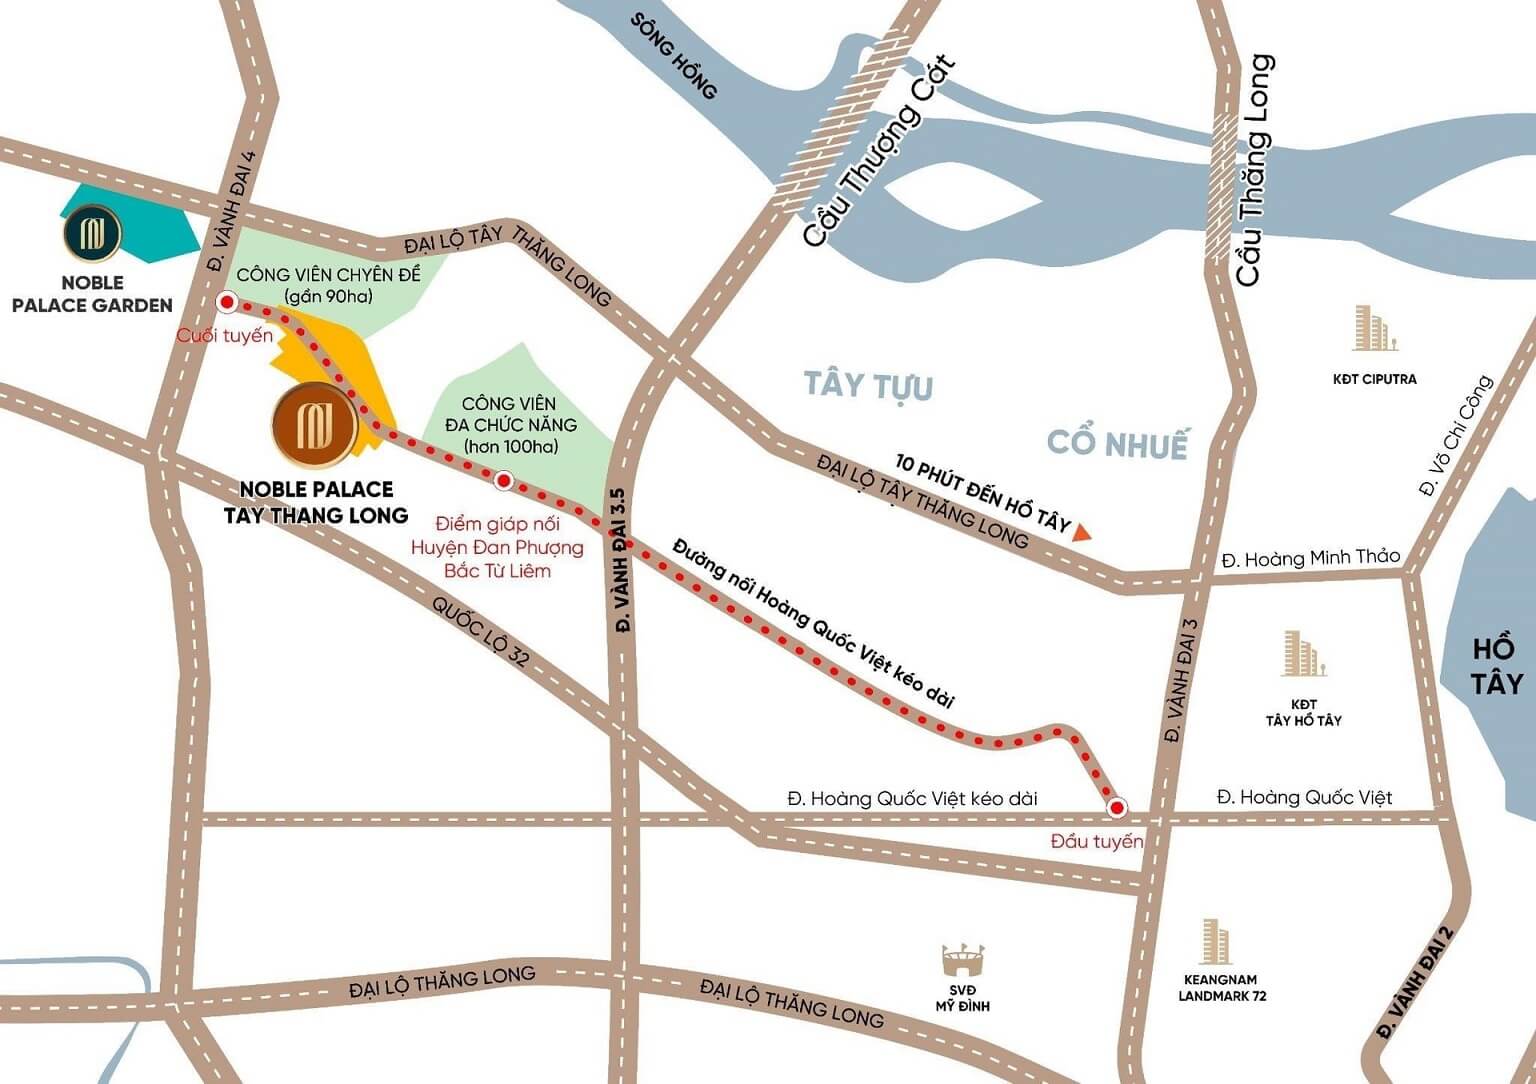 SÔNG HỒNG
Cầu Thượng Cát
Cầu Thăng Long
Đ. VÀNH ĐAI 4
ĐẠI LỘ TÂY THĂNG LONG
NOBLE
PALACE GARDEN
CÔNG VIÊN CHYÊN ĐỀ
(gần 90ha)
Cuối tuyến
KĐT CIPUTRA
TÂY TỰU
CỔ NHUẾ
Đ. Võ Chí Công
CÔNG VIÊN
ĐA CHỨC NĂNG
(hơn 100ha)
NOBLE PALACE
TAY THANG LONG
10 PHÚT ĐẾN HỒ TÂY
ĐẠI LỘ TÂY THĂNG LONG
Điểm giáp nối
Huyện Đan Phượng
Bắc Từ Liêm
Đ. VÀNH ĐAI 3.5
Đường nối Hoàng Quốc Việt kéo dài
Đ. Hoàng Minh Thảo
QUỐC LỘ 32
Đ. VÀNH ĐAI 3
HỒ
TÂY
KĐT
TÂY HỒ TÂY
Đ. Hoàng Quốc Việt kéo dài
Đ. Hoàng Quốc Việt
Đầu tuyến
ĐẠI LỘ THĂNG LONG
ĐẠI LỘ THĂNG LONG
SVĐ
MỸ ĐÌNH
KEANGNAM
LANDMARK 72
Đ. VÀNH ĐAI 2